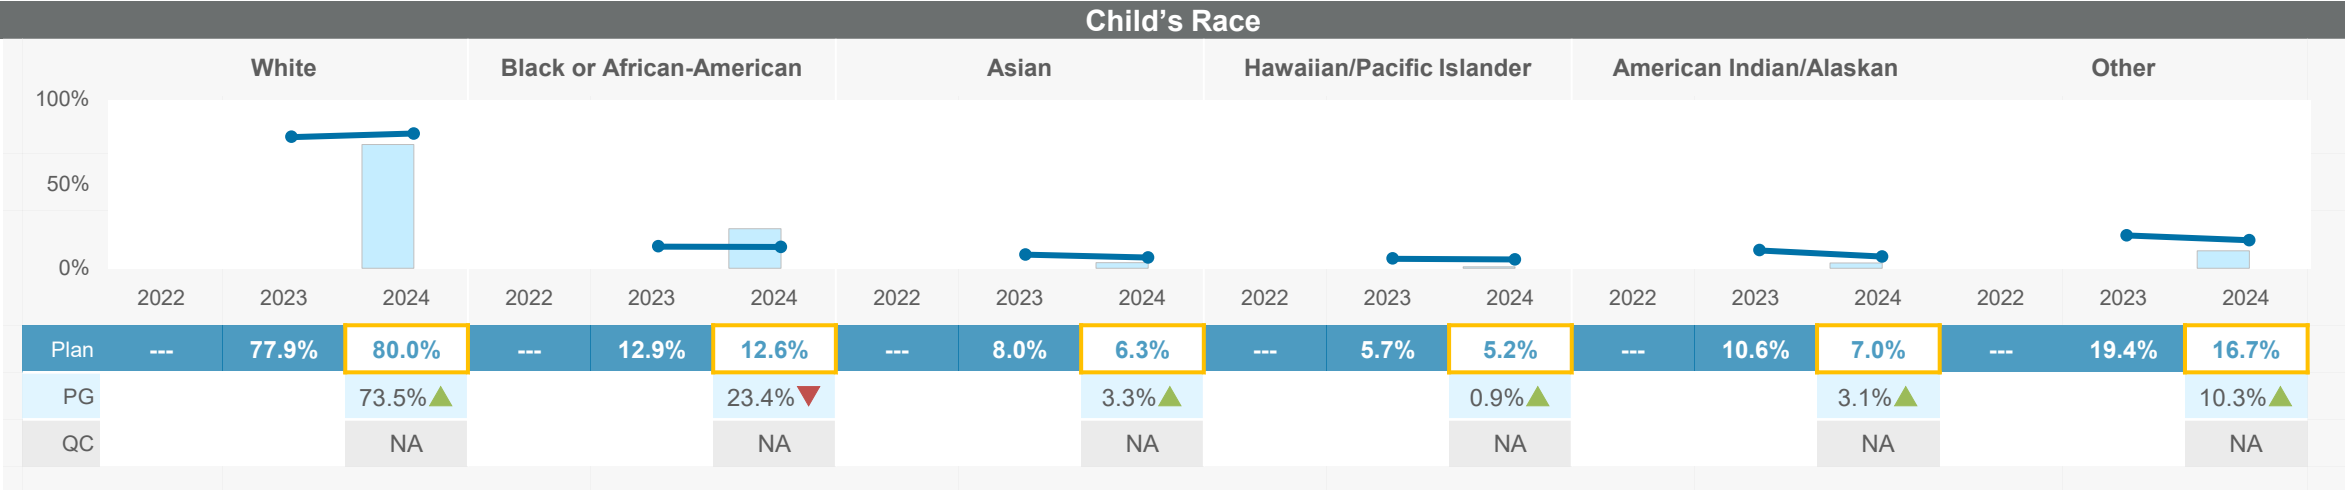 Child’s Race
White Black or African-American Asian Hawaiian/Pacific Islander American Indian/Alaskan Other
100%
50%
0%
2022 2023 2024 2022 2023 2024 2022 2023 2024 2022 2023 2024 2022 2023 2024 2022 2023 2024
Plan --- 77.9% 80.0% --- 12.9% 12.6% --- 8.0% 6.3% --- 5.7% 5.2% --- 10.6% 7.0% --- 19.4% 16.7%
PG 73.5% 23.4% 3.3% 0.9% 3.1% 10.3%
QC NA NA NA NA NA NA